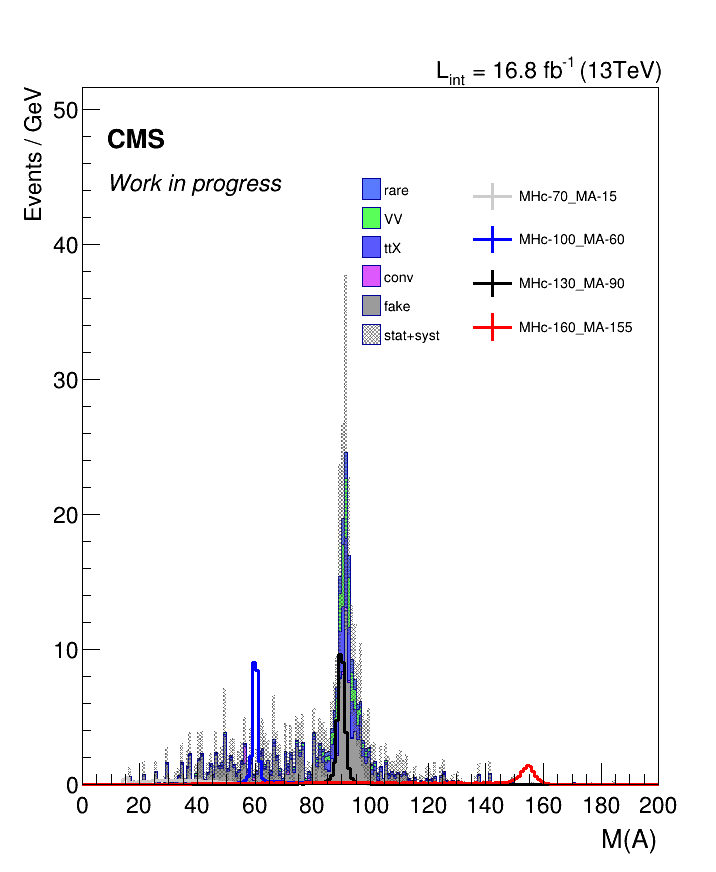 L_int = 16.8 fb^-1 (13TeV)
Events / GeV
50
CMS
Work in progress
rare
VV
ttX
conv
fake
stat+syst
MHc-70_MA-15
MHc-100_MA-60
MHc-130_MA-90
MHc-160_MA-155
40
30
20
10
0
0 20 40 60 80 100 120 140 160 180 200
M(A)